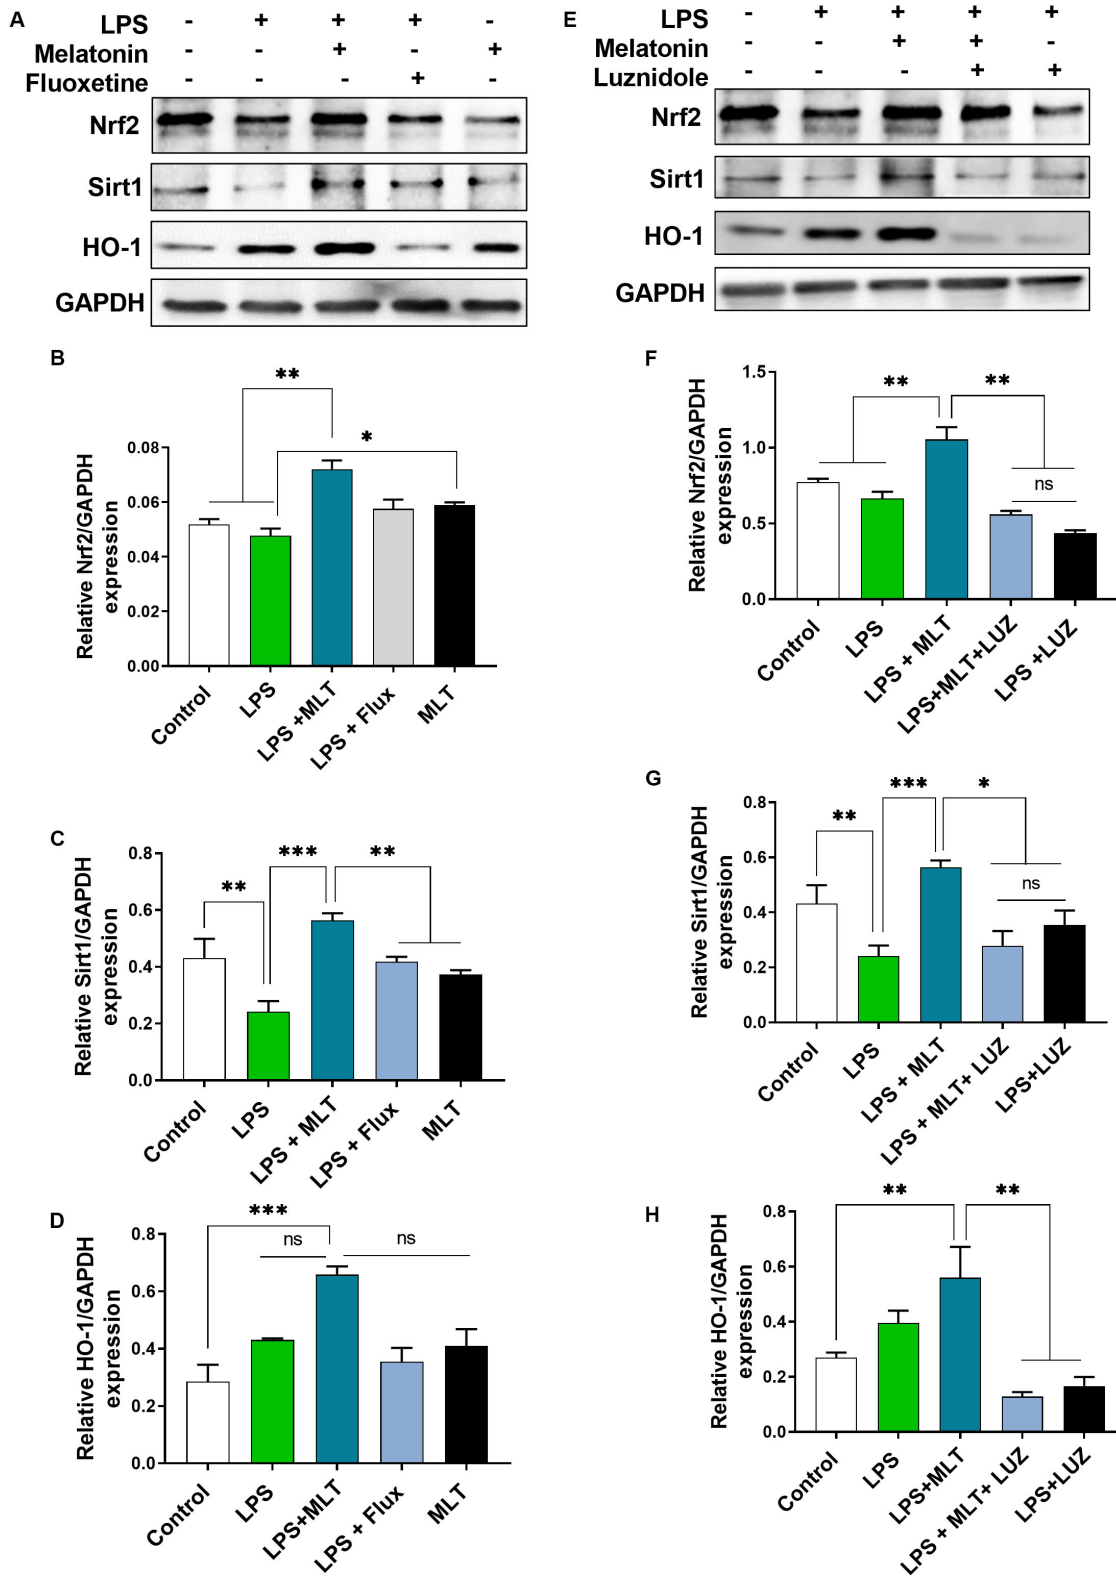 A
LPS - + + + -
Melatonin - - + - +
Fluoxetine - - - + -
Nrf2
Sirt1
HO-1
GAPDH
E
LPS - + + + +
Melatonin - - + + -
Luznidole - - - + +
Nrf2
Sirt1
HO-1
GAPDH
B
Relative Nrf2/GAPDH
expression
**
*
0.08
0.06
0.04
0.02
0.00
Control
LPS
LPS +MLT
LPS + Flux
MLT
F
Relative Nrf2/GAPDH
expression
**
**
ns
1.5
1.0
0.5
0.0
Control
LPS
LPS + MLT
LPS+MLT+LUZ
LPS +LUZ
C
Relative Sirt1/GAPDH
expression
**
***
**
0.8
0.6
0.4
0.2
0.0
Control
LPS
LPS + MLT
LPS + Flux
MLT
G
Relative Sirt1/GAPDH
expression
**
***
*
ns
0.8
0.6
0.4
0.2
0.0
Control
LPS
LPS + MLT
LPS + MLT+ LUZ
LPS+LUZ
D
Relative HO-1/GAPDH
expression
***
ns
ns
0.8
0.6
0.4
0.2
0.0
Control
LPS
LPS+MLT
LPS + Flux
MLT
H
Relative HO-1/GAPDH
expression
**
**
0.8
0.6
0.4
0.2
0.0
Control
LPS
LPS+MLT
LPS + MLT+ LUZ
LPS+LUZ